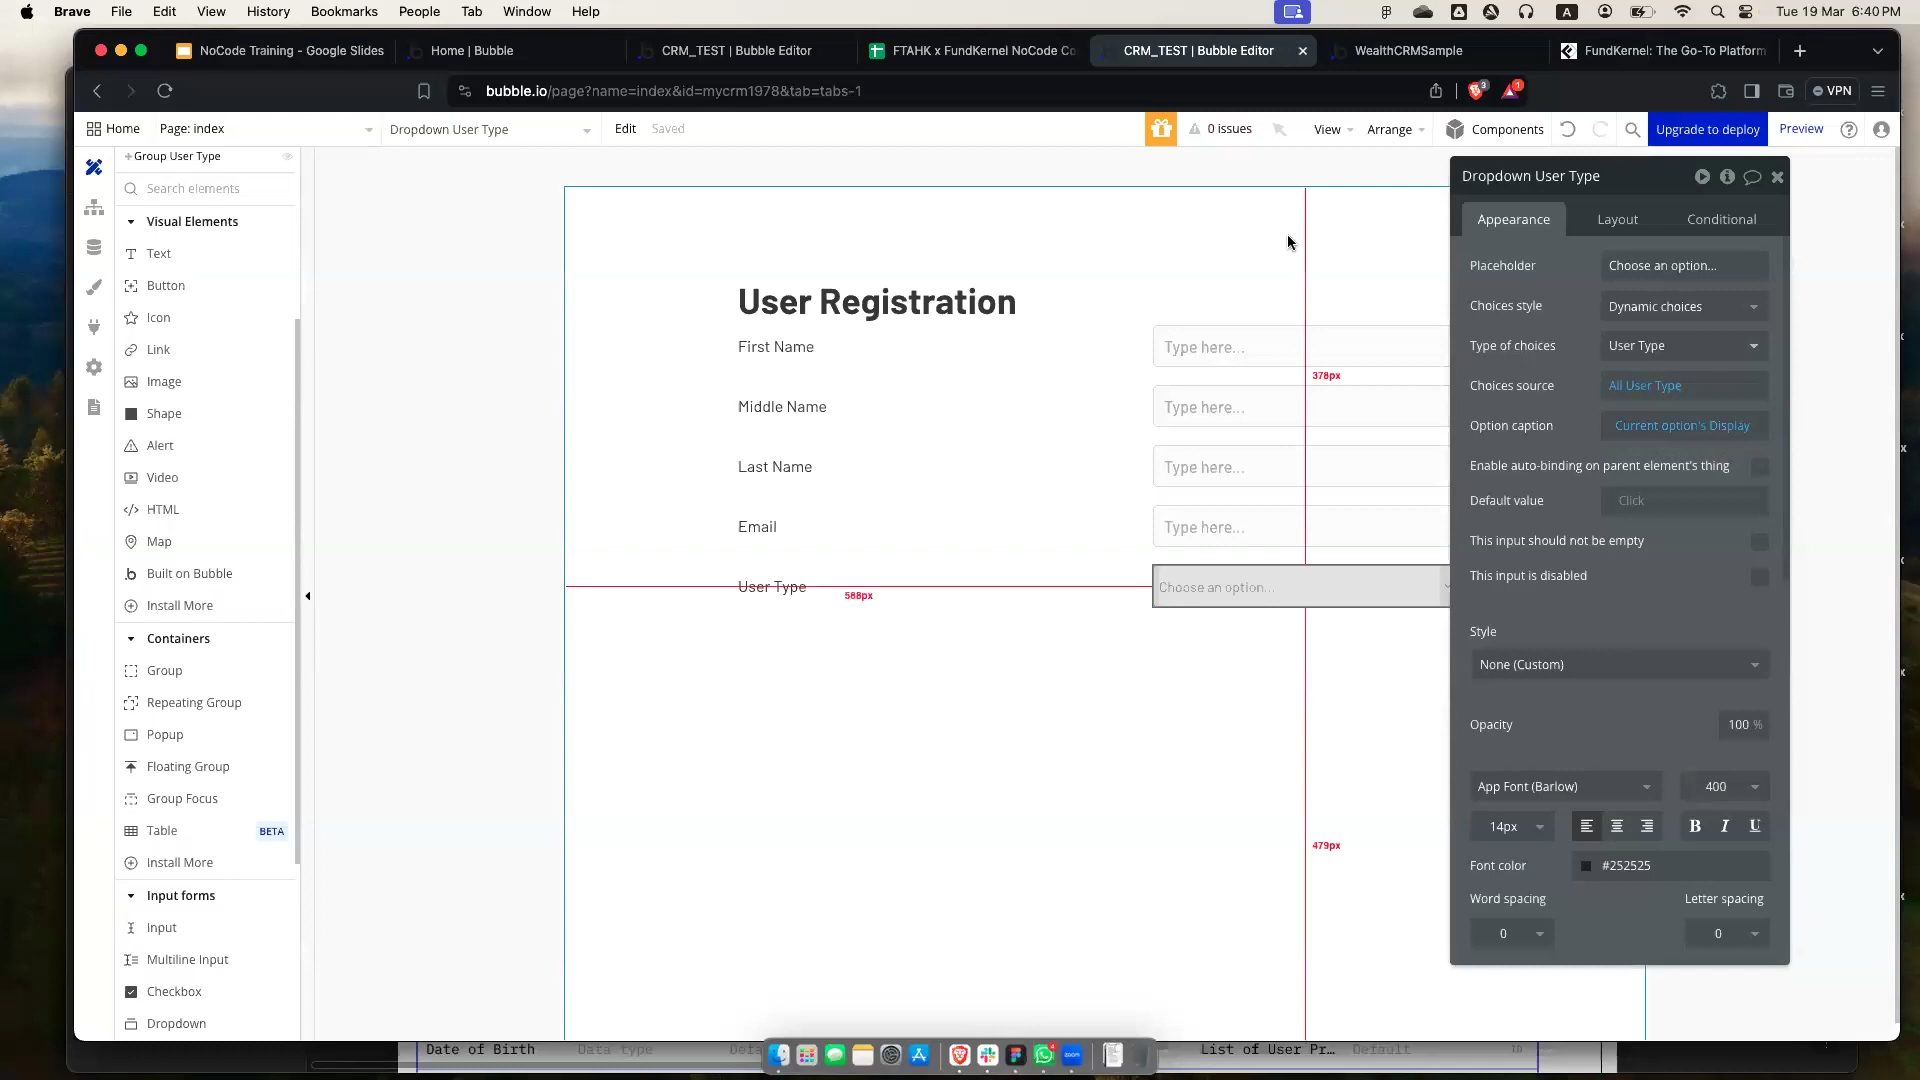 Brave File Edit View History Bookmarks People Tab Window Help A Tue 19 Mar 6:40 PM
NoCode Training - Google Slides Home | Bubble CRM_TEST | Bubble Editor FTAHK x FundKernel NoCode Co CRM_TEST | Bubble Editor WealthCRMSample FundKernel: The Go-To Platform
bubble.io/page?name=index&id=mycrm1978&tab=tabs-1 3 1 VPN
Home Page: index Dropdown User Type Edit Saved 0 issues View Arrange Components Upgrade to deploy Preview
+Group User Type
Search elements
Visual Elements
Text
Button
Icon
Link
Image
Shape
Alert
Video
HTML
Map
Built on Bubble
Install More
Containers
Group
Repeating Group
Popup
Floating Group
Group Focus
Table BETA
Install More
Input forms
Input
Multiline Input
Checkbox
Dropdown
User Registration
First Name Type here...
378px
Middle Name Type here...
Last Name Type here...
Email Type here...
User Type Choose an option...
588px
479px
Dropdown User Type
Appearance Layout Conditional
Placeholder Choose an option...
Choices style Dynamic choices
Type of choices User Type
Choices source All User Type
Option caption Current option's Display
Enable auto-binding on parent element's thing
Default value Click
This input should not be empty
This input is disabled
Style
None (Custom)
Opacity 100 %
App Font (Barlow) 400
14px B I U
Font color #252525
Word spacing Letter spacing
0 0
Date of Birth Data type List of User Pr... Default